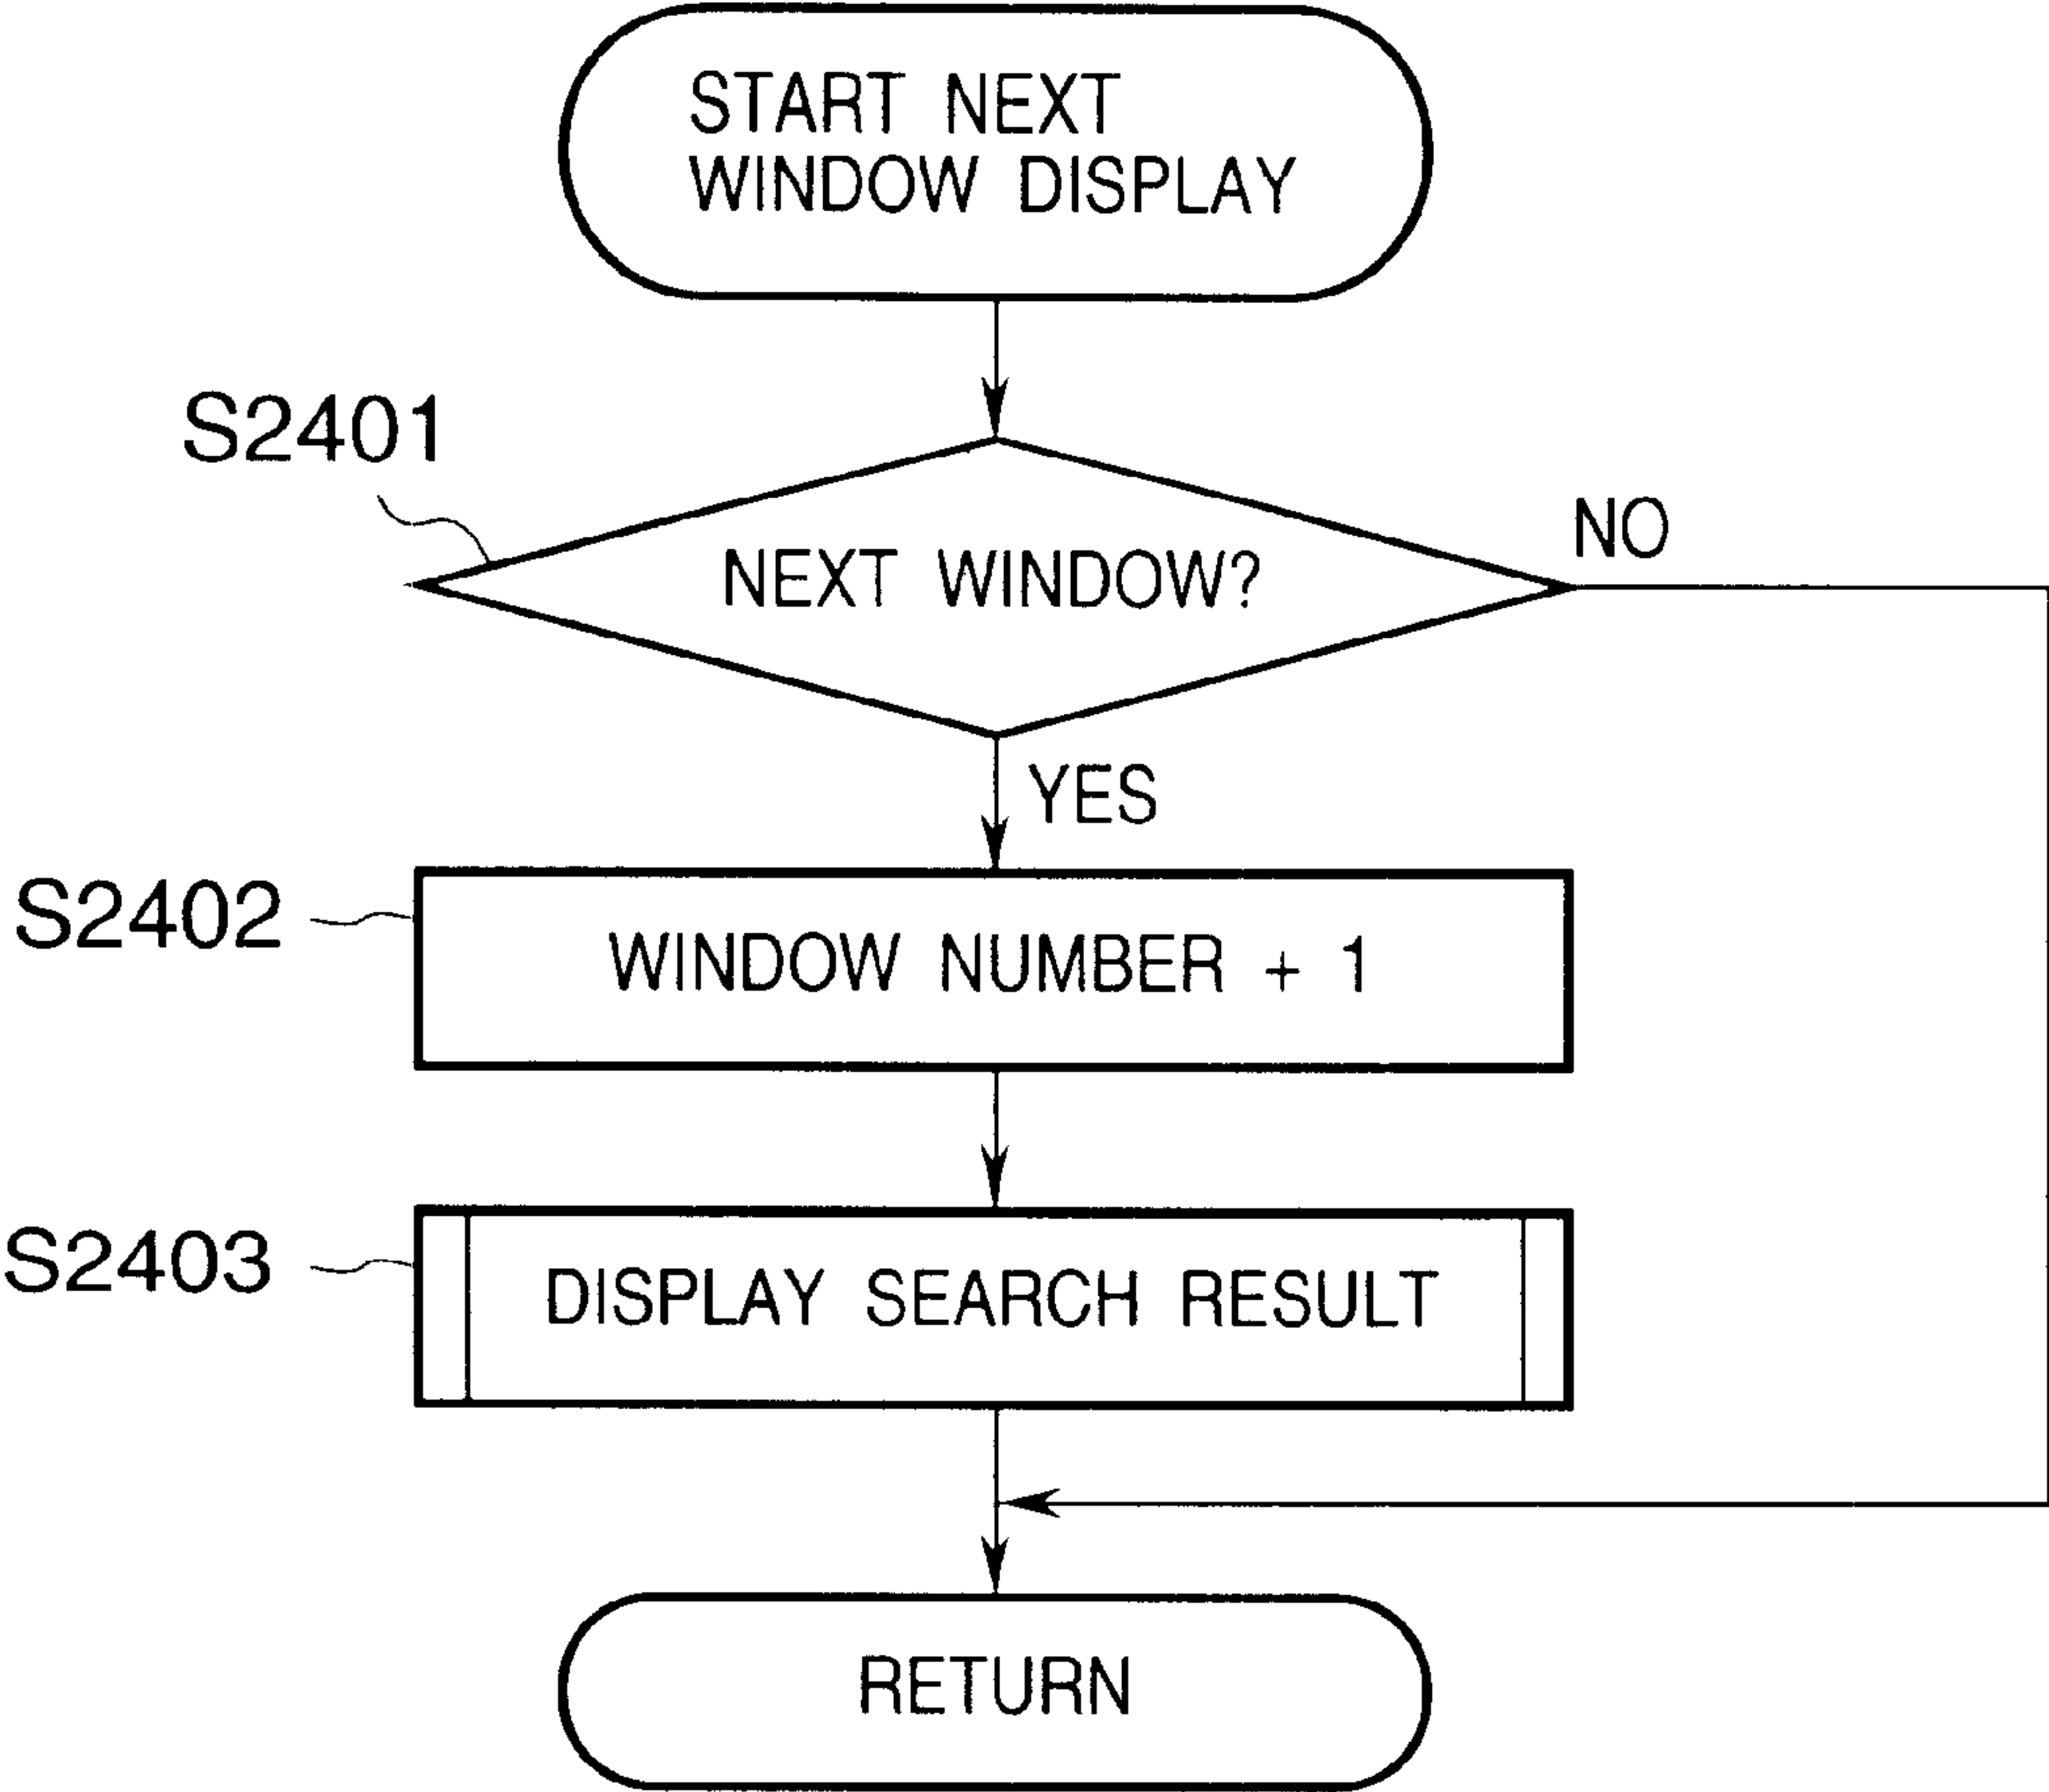 START NEXT
WINDOW DISPLAY
S2401
NEXT WINDOW?
NO
YES
S2402
WINDOW NUMBER + 1
S2403
DISPLAY SEARCH RESULT
RETURN